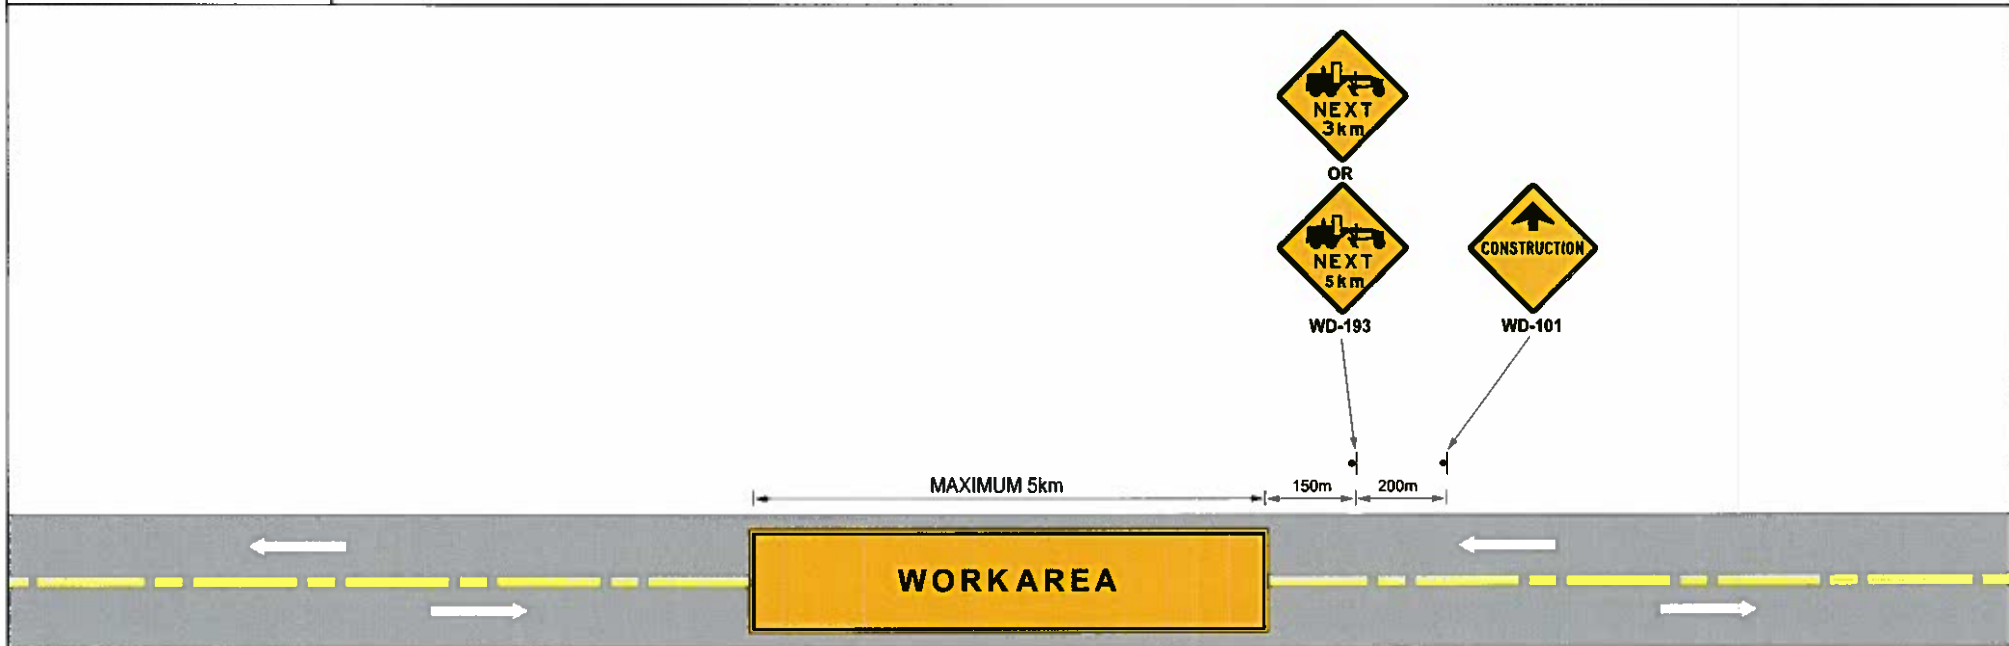 NEXT
3km
OR
NEXT
5km
WD-193
CONSTRUCTION
WD-101
MAXIMUM 5km
150m
200m
WORKAREA